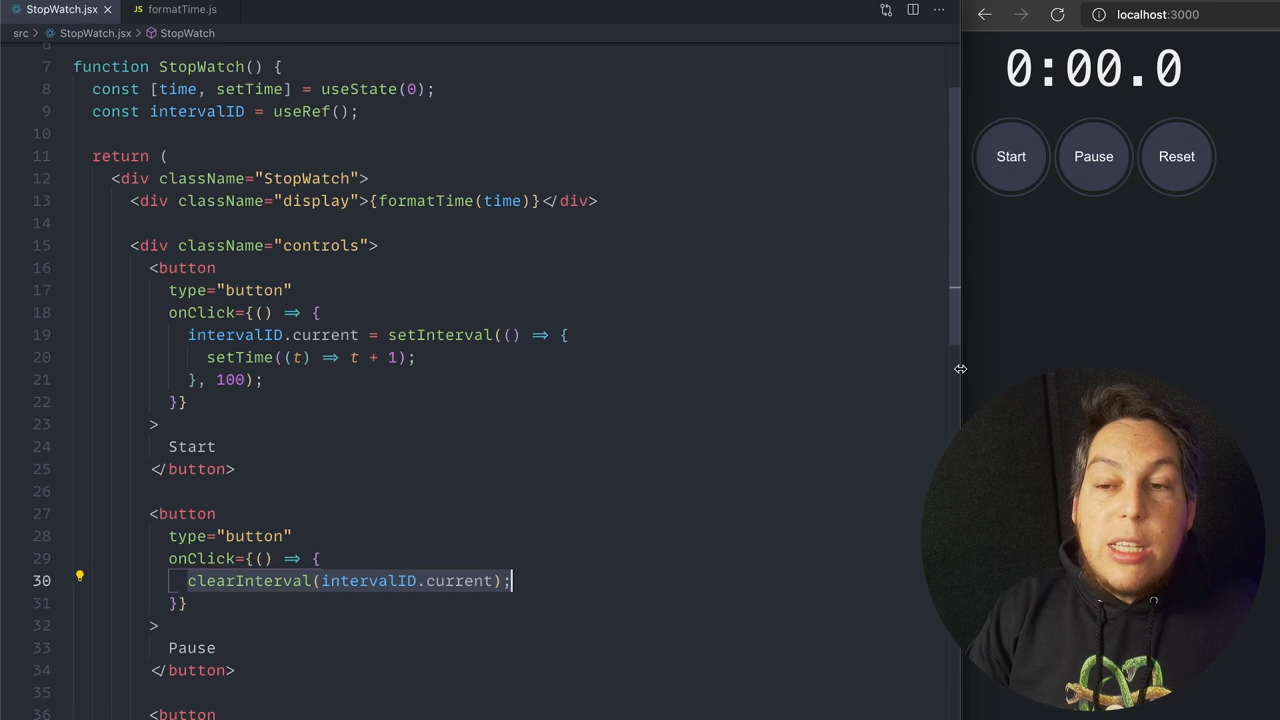 StopWatch.jsx
JS formatTime.js
src StopWatch.jsx StopWatch
6
7 function StopWatch() {
8 const [time, setTime] = useState(0);
9 const intervalID = useRef();
10
11 return (
12 <div className="StopWatch">
13 <div className="display">{formatTime(time)}</div>
14
15 <div className="controls">
16 <button
17 type="button"
18 onClick={() => {
19 intervalID.current = setInterval(() => {
20 setTime((t) => t + 1);
21 }, 100);
22 }}
23 >
24 Start
25 </button>
26
27 <button
28 type="button"
29 onClick={() => {
30 clearInterval(intervalID.current);
31 }}
32 >
33 Pause
34 </button>
35
36 <button
localhost:3000
0:00.0
Start Pause Reset